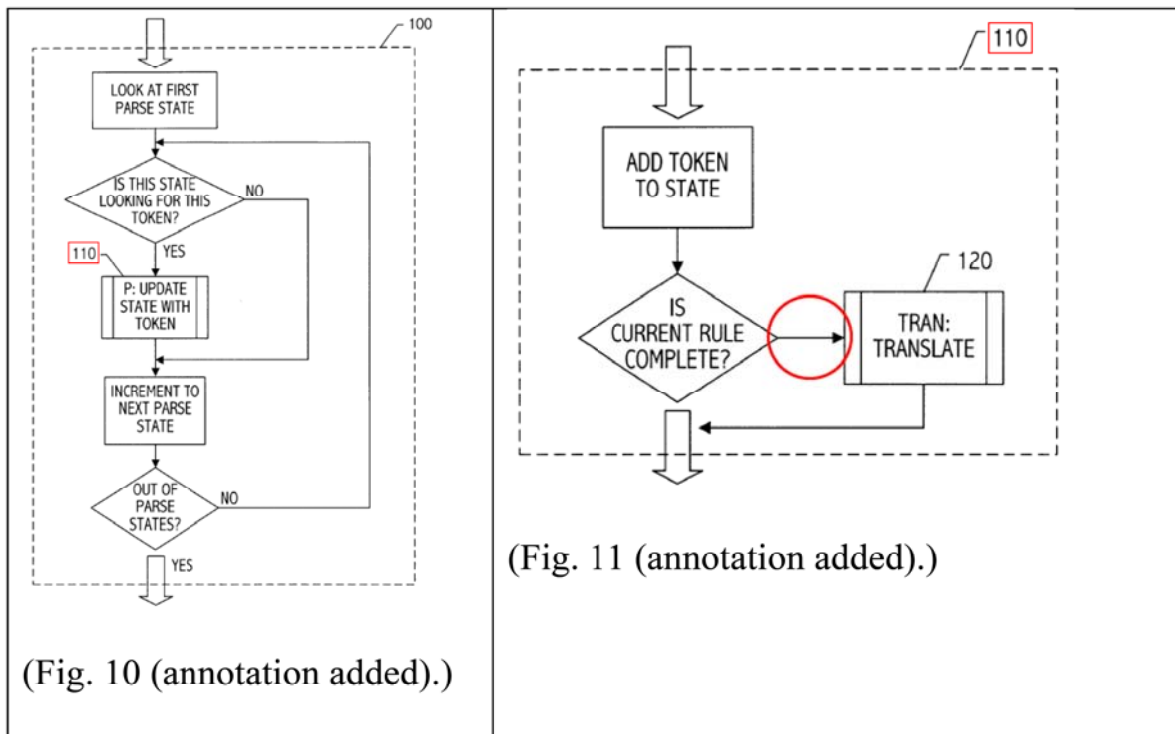 100
LOOK AT FIRST
PARSE STATE
IS THIS STATE
LOOKING FOR THIS
TOKEN?
NO
YES
110
P: UPDATE
STATE WITH
TOKEN
INCREMENT TO
NEXT PARSE
STATE
OUT OF
PARSE
STATES?
NO
YES
(Fig. 10 (annotation added).)
110
ADD TOKEN
TO STATE
IS
CURRENT RULE
COMPLETE?
120
TRAN:
TRANSLATE
(Fig. 11 (annotation added).)